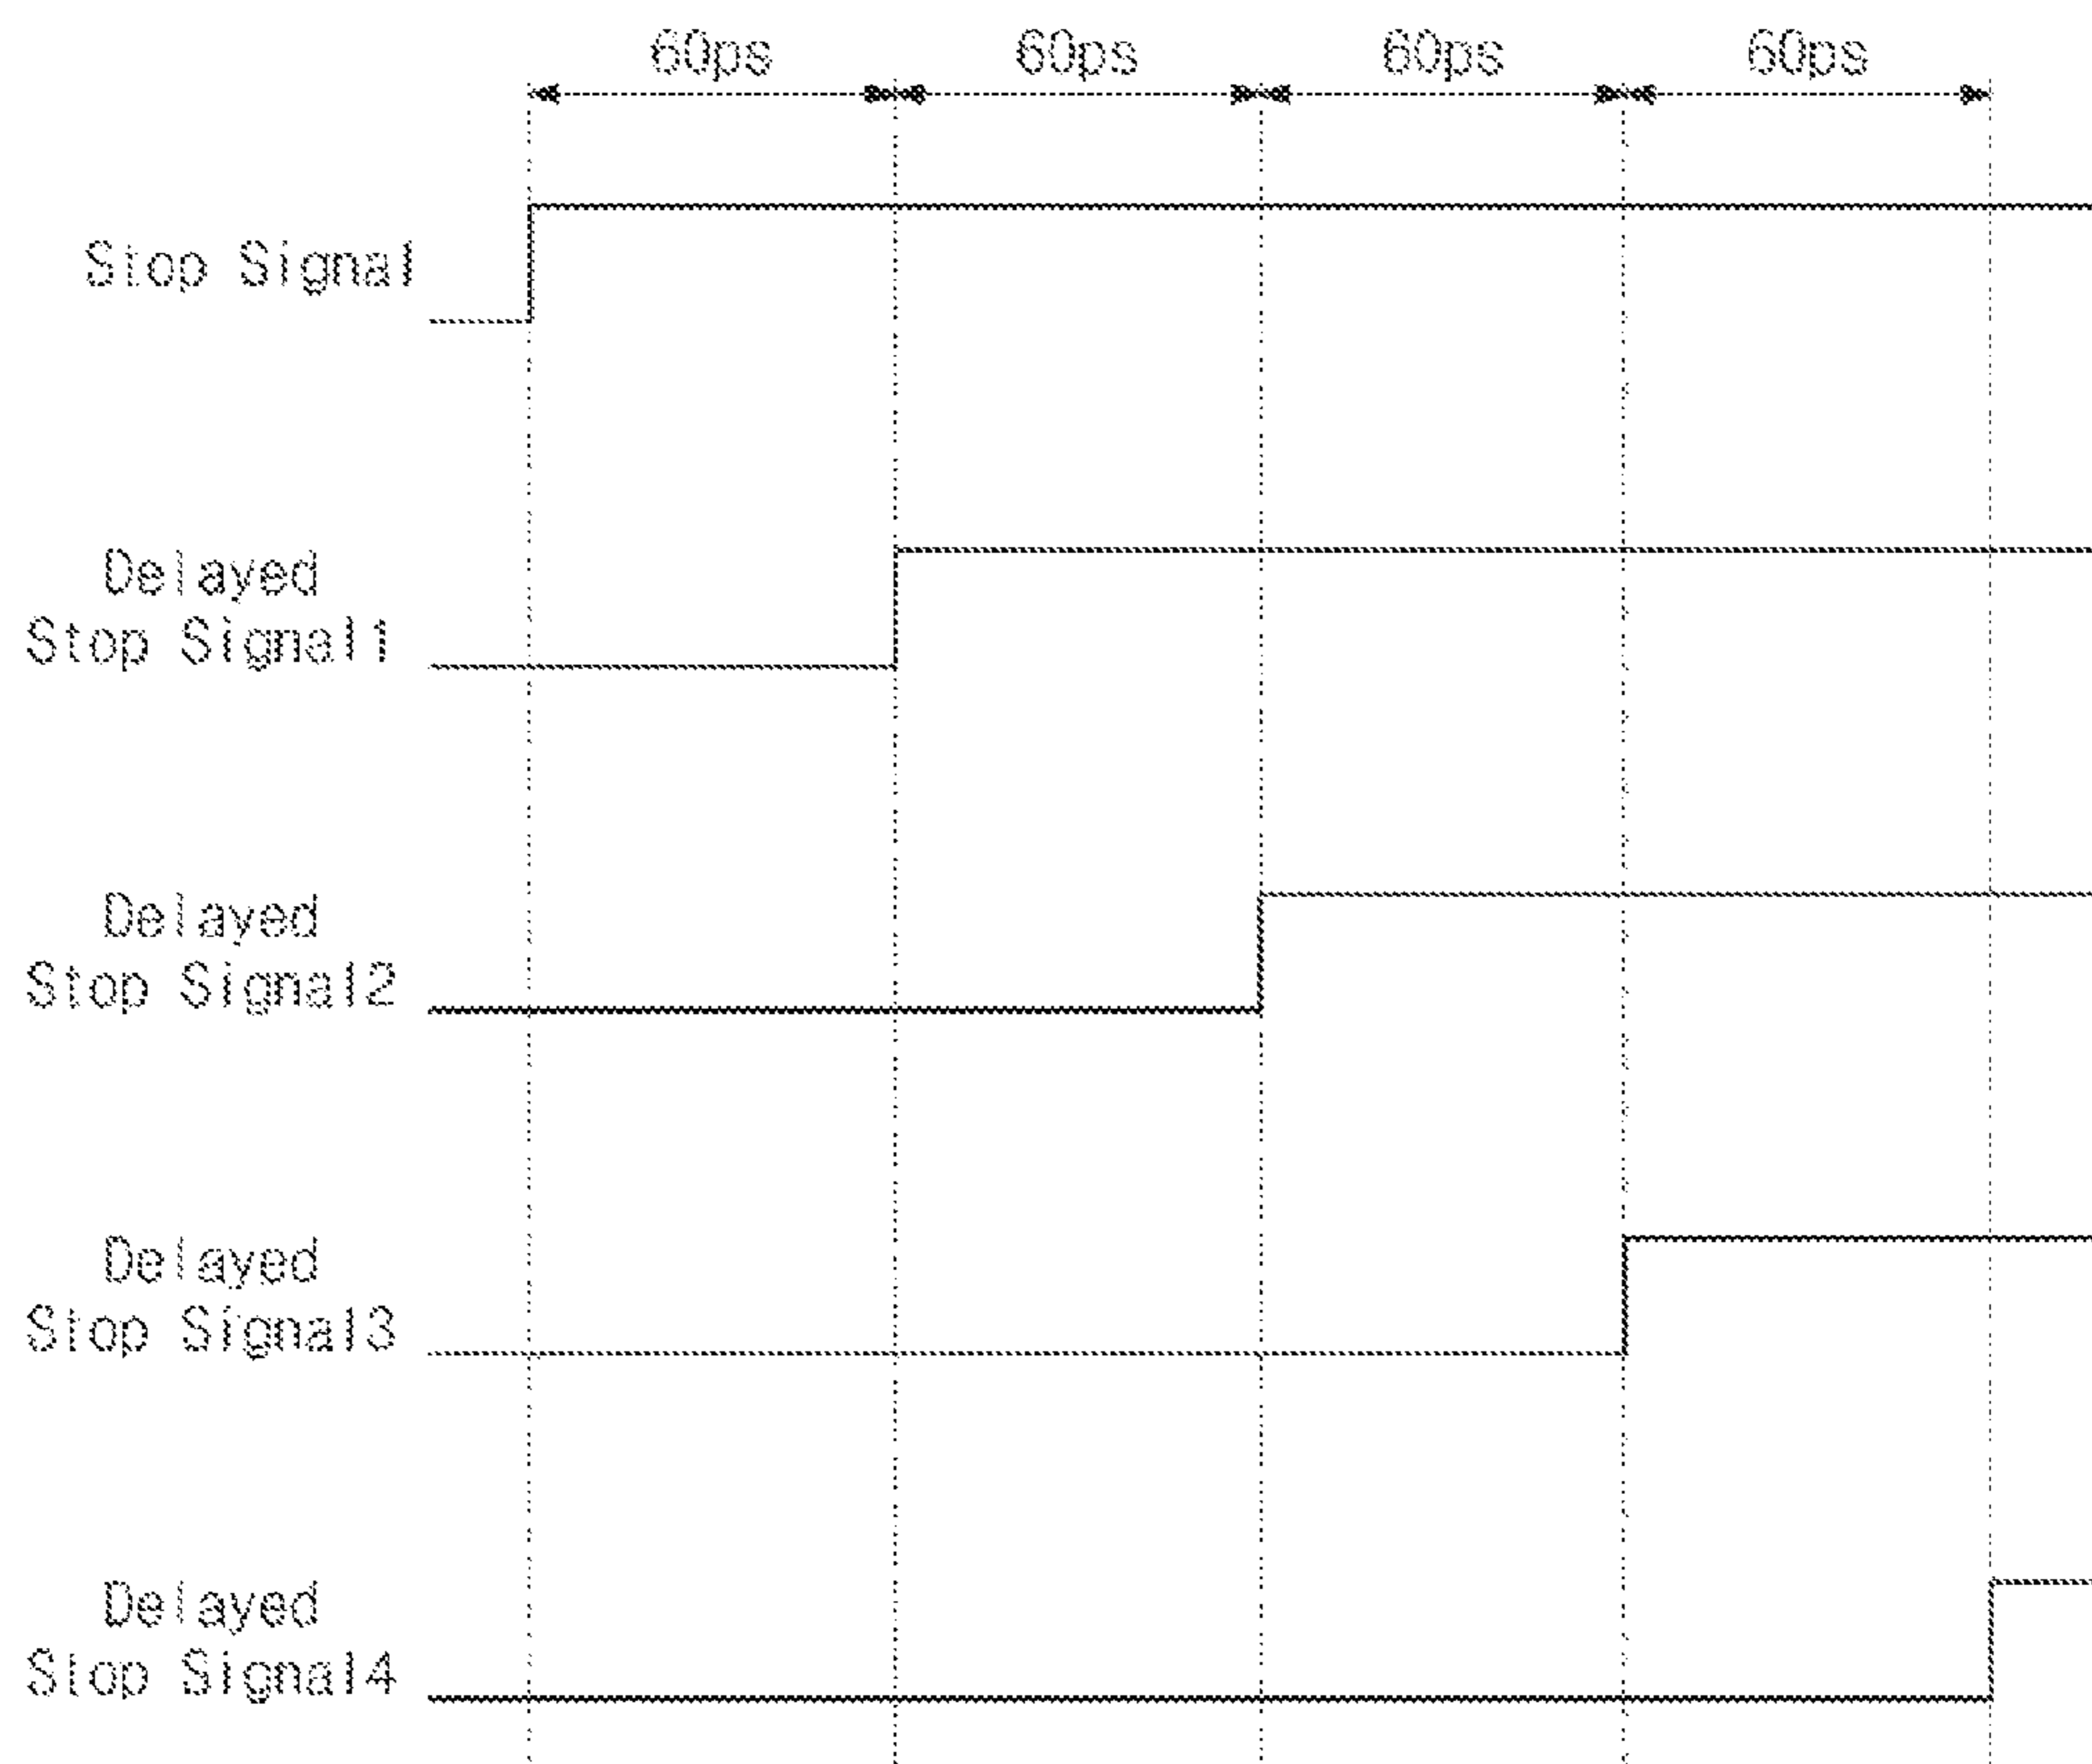 60ps 60ps 60ps 60ps
Stop Signal
Delayed
Stop Signal1
Delayed
Stop Signal2
Delayed
Stop Signal3
Delayed
Stop Signal4